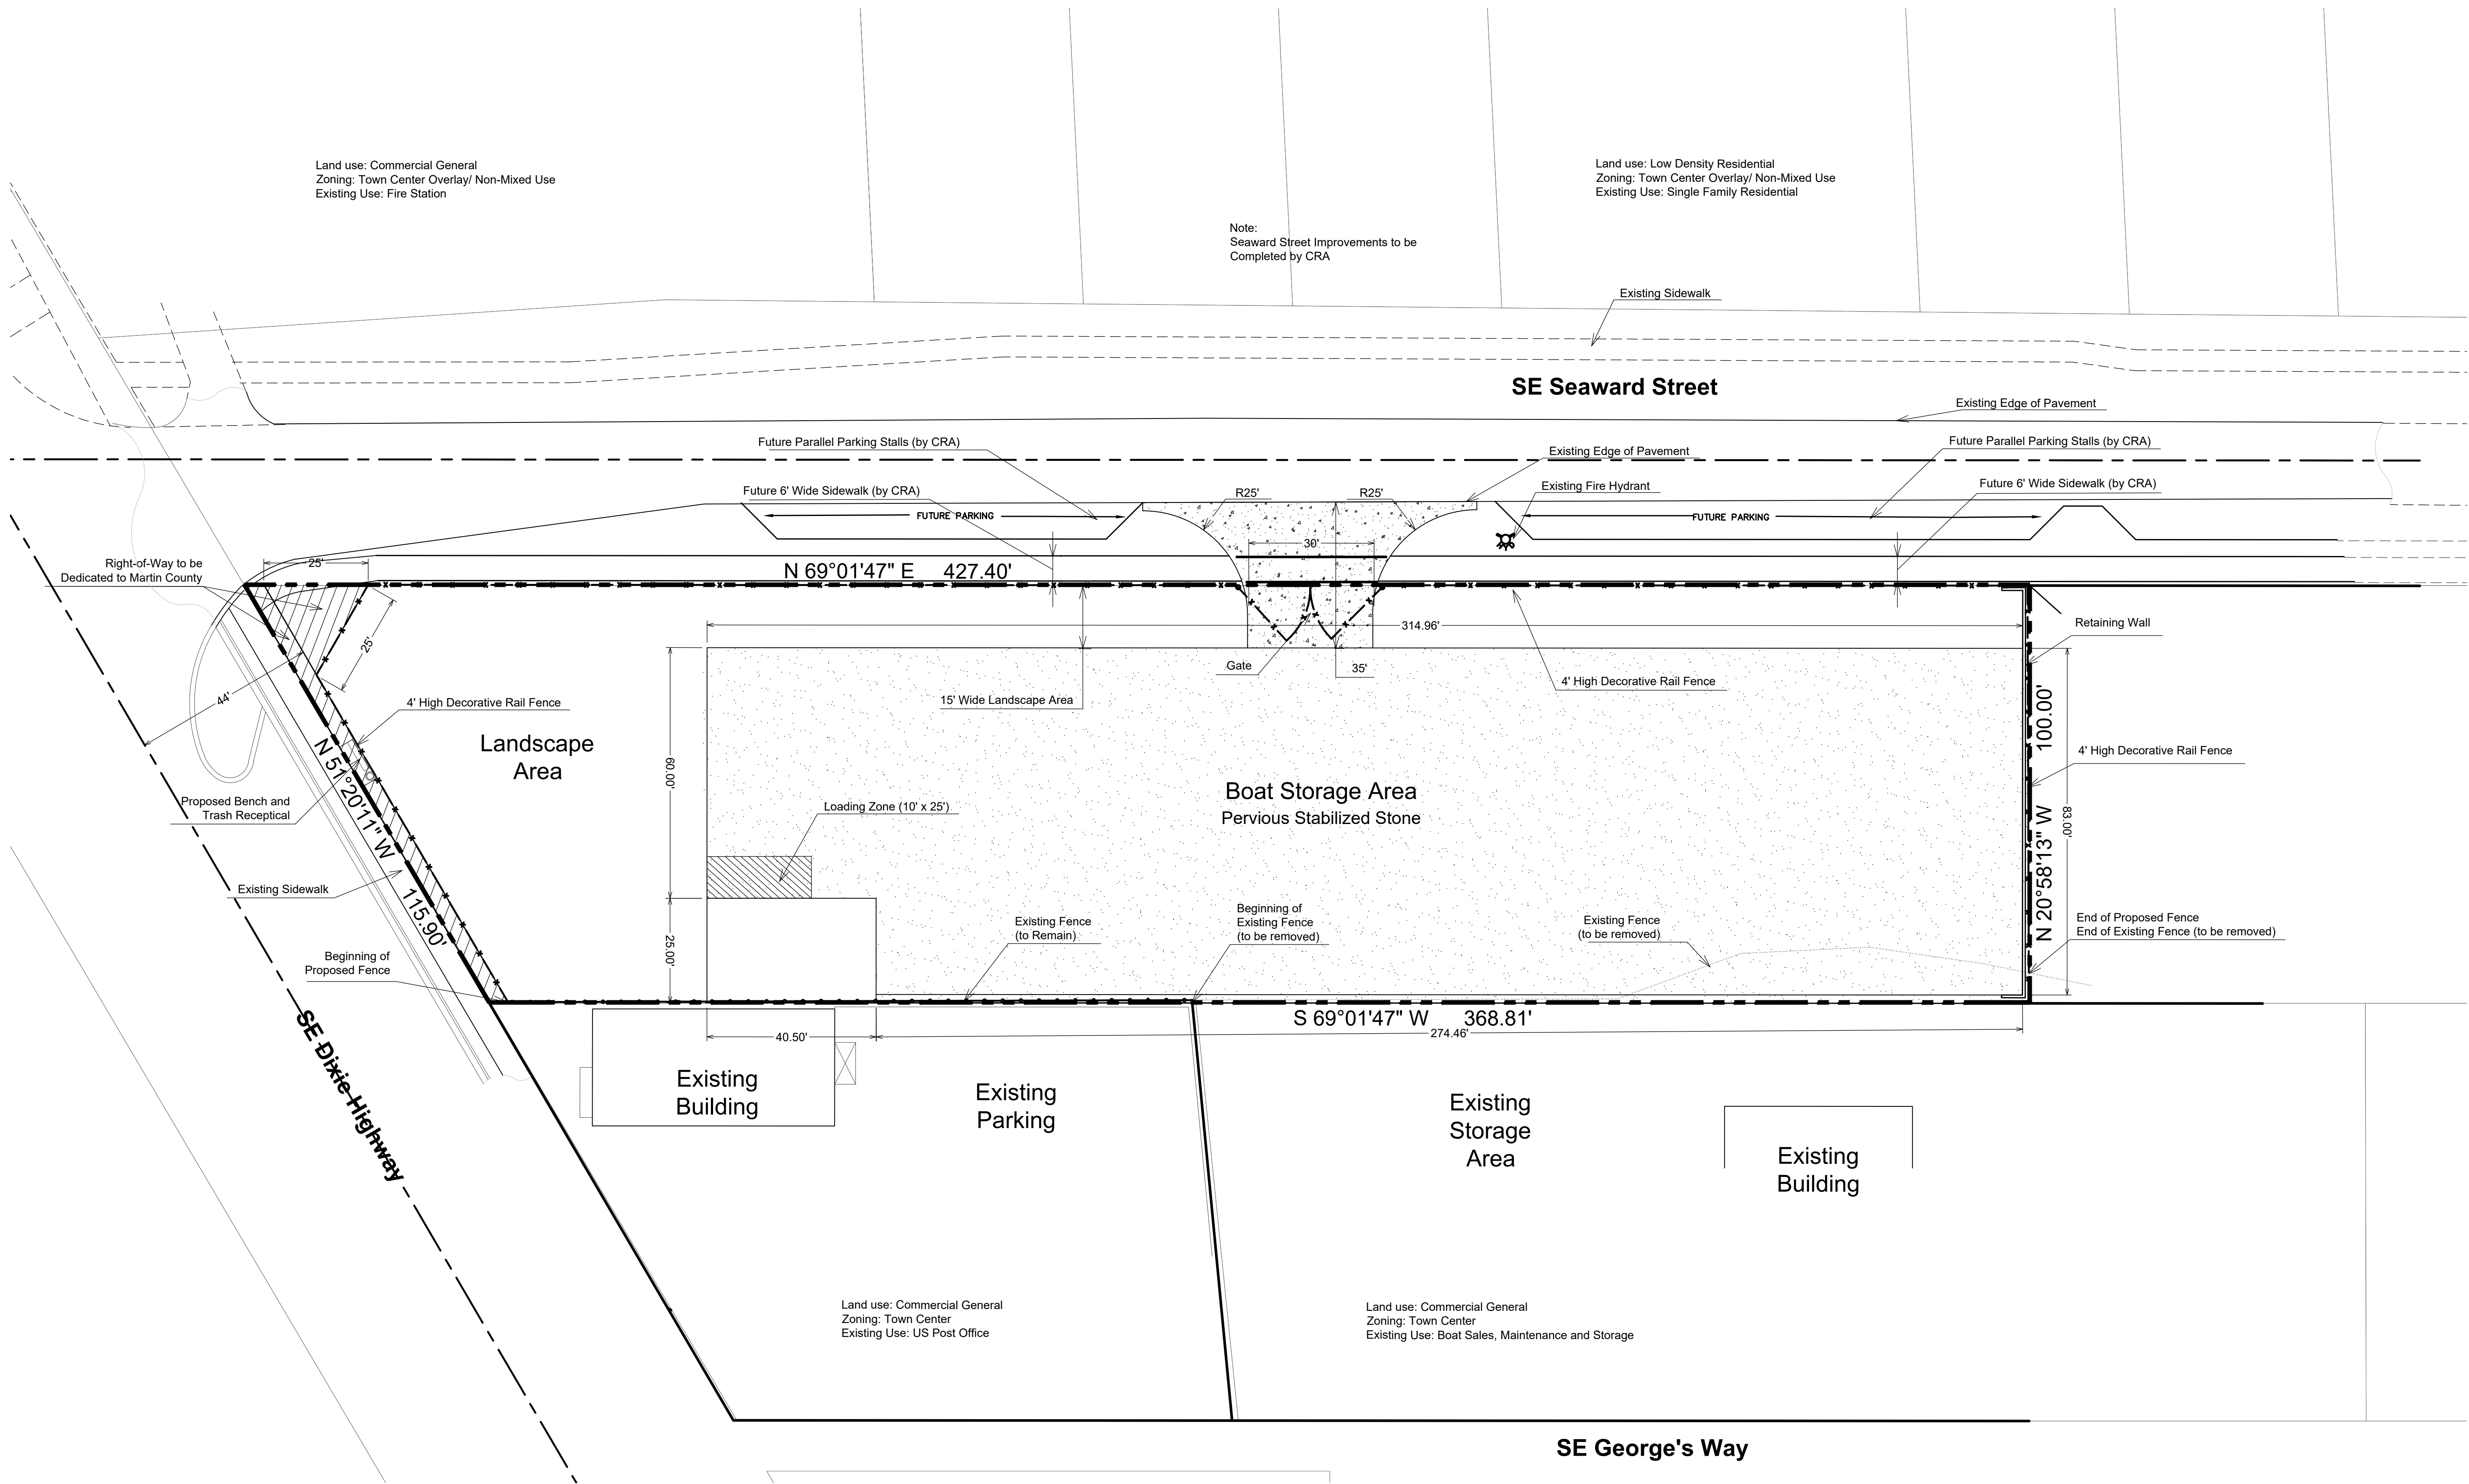 Land use: Commercial General
Zoning: Town Center Overlay/ Non-Mixed Use
Existing Use: Fire Station
Land use: Low Density Residential
Zoning: Town Center Overlay/ Non-Mixed Use
Existing Use: Single Family Residential
Note:
Seaward Street Improvements to be
Completed by CRA
Existing Sidewalk
SE Seaward Street
Existing Edge of Pavement
Future Parallel Parking Stalls (by CRA)
Existing Edge of Pavement
Future Parallel Parking Stalls (by CRA)
Future 6' Wide Sidewalk (by CRA)
R25'
R25'
Existing Fire Hydrant
Future 6' Wide Sidewalk (by CRA)
FUTURE PARKING
FUTURE PARKING
30'
Right-of-Way to be
Dedicated to Martin County
25'
N 69°01'47" E 427.40'
314.96'
Retaining Wall
25'
Gate
35'
44'
4' High Decorative Rail Fence
15' Wide Landscape Area
4' High Decorative Rail Fence
Landscape
Area
N 51°20'11" W 115.90'
60.00'
N 20°58'13" W 100.00'
4' High Decorative Rail Fence
83.00'
Boat Storage Area
Pervious Stabilized Stone
Proposed Bench and
Trash Receptical
Loading Zone (10' x 25')
Existing Sidewalk
Existing Fence
(to Remain)
Beginning of
Existing Fence
(to be removed)
Existing Fence
(to be removed)
End of Proposed Fence
End of Existing Fence (to be removed)
25.00'
Beginning of
Proposed Fence
S 69°01'47" W 368.81'
40.50'
274.46'
SE Dixie Highway
Existing
Building
Existing
Parking
Existing
Storage
Area
Existing
Building
Land use: Commercial General
Zoning: Town Center
Existing Use: US Post Office
Land use: Commercial General
Zoning: Town Center
Existing Use: Boat Sales, Maintenance and Storage
SE George's Way